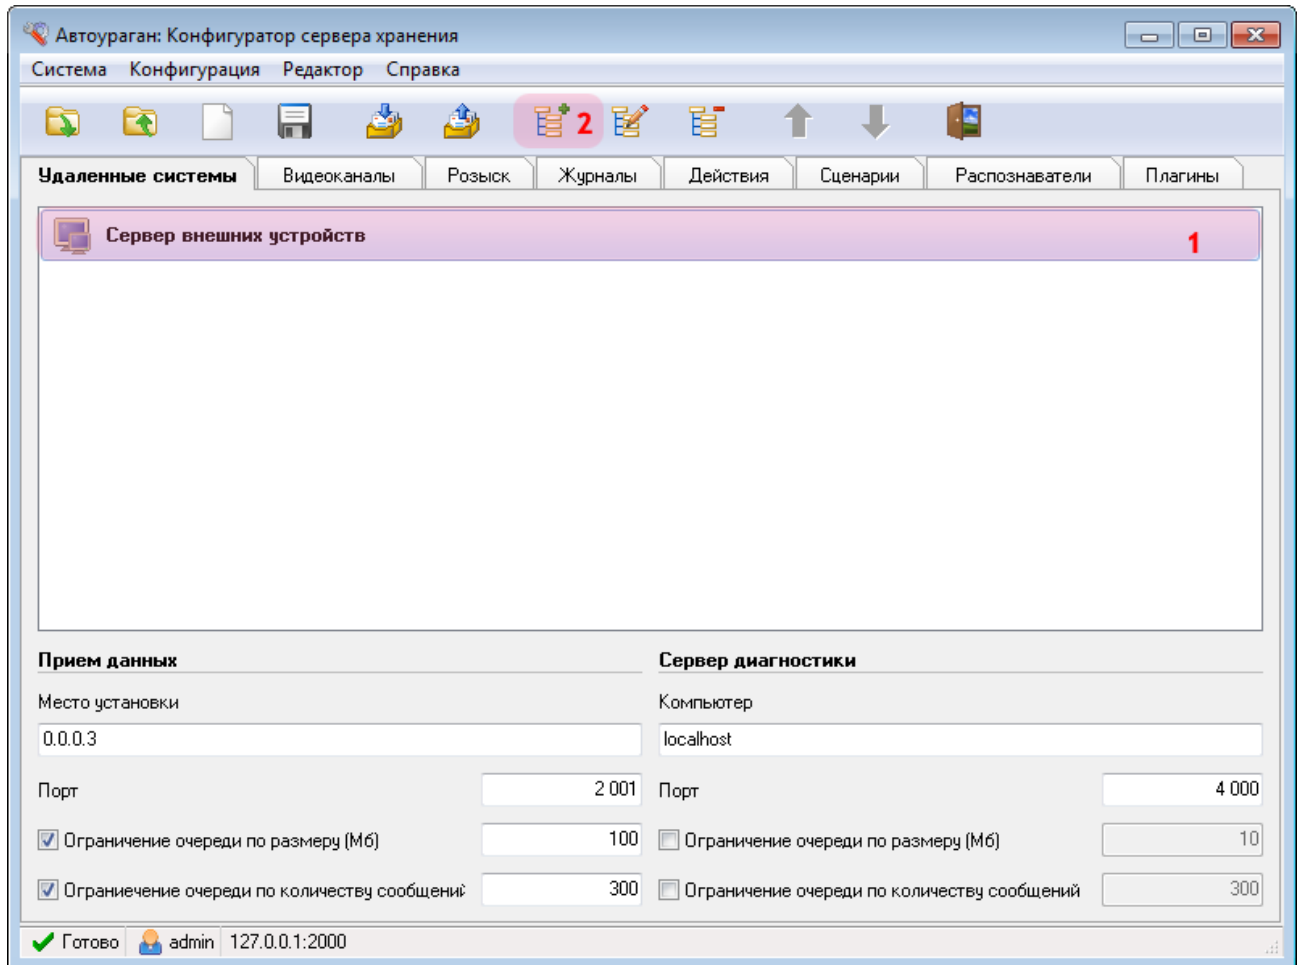 Автоураган: Конфигуратор сервера хранения
Система Конфигурация Редактор Справка
2
Удаленные системы Видеоканалы Розыск Журналы Действия Сценарии Распознаватели Плагины
Сервер внешних устройств 1
Прием данных Сервер диагностики
Место установки Компьютер
0.0.0.3 localhost
Порт 2 001 Порт 4 000
Ограничение очереди по размеру (Мб) 100 Ограничение очереди по размеру (Мб) 10
Ограниечение очереди по количеству сообщений 300 Ограничение очереди по количеству сообщений 300
Готово admin 127.0.0.1:2000